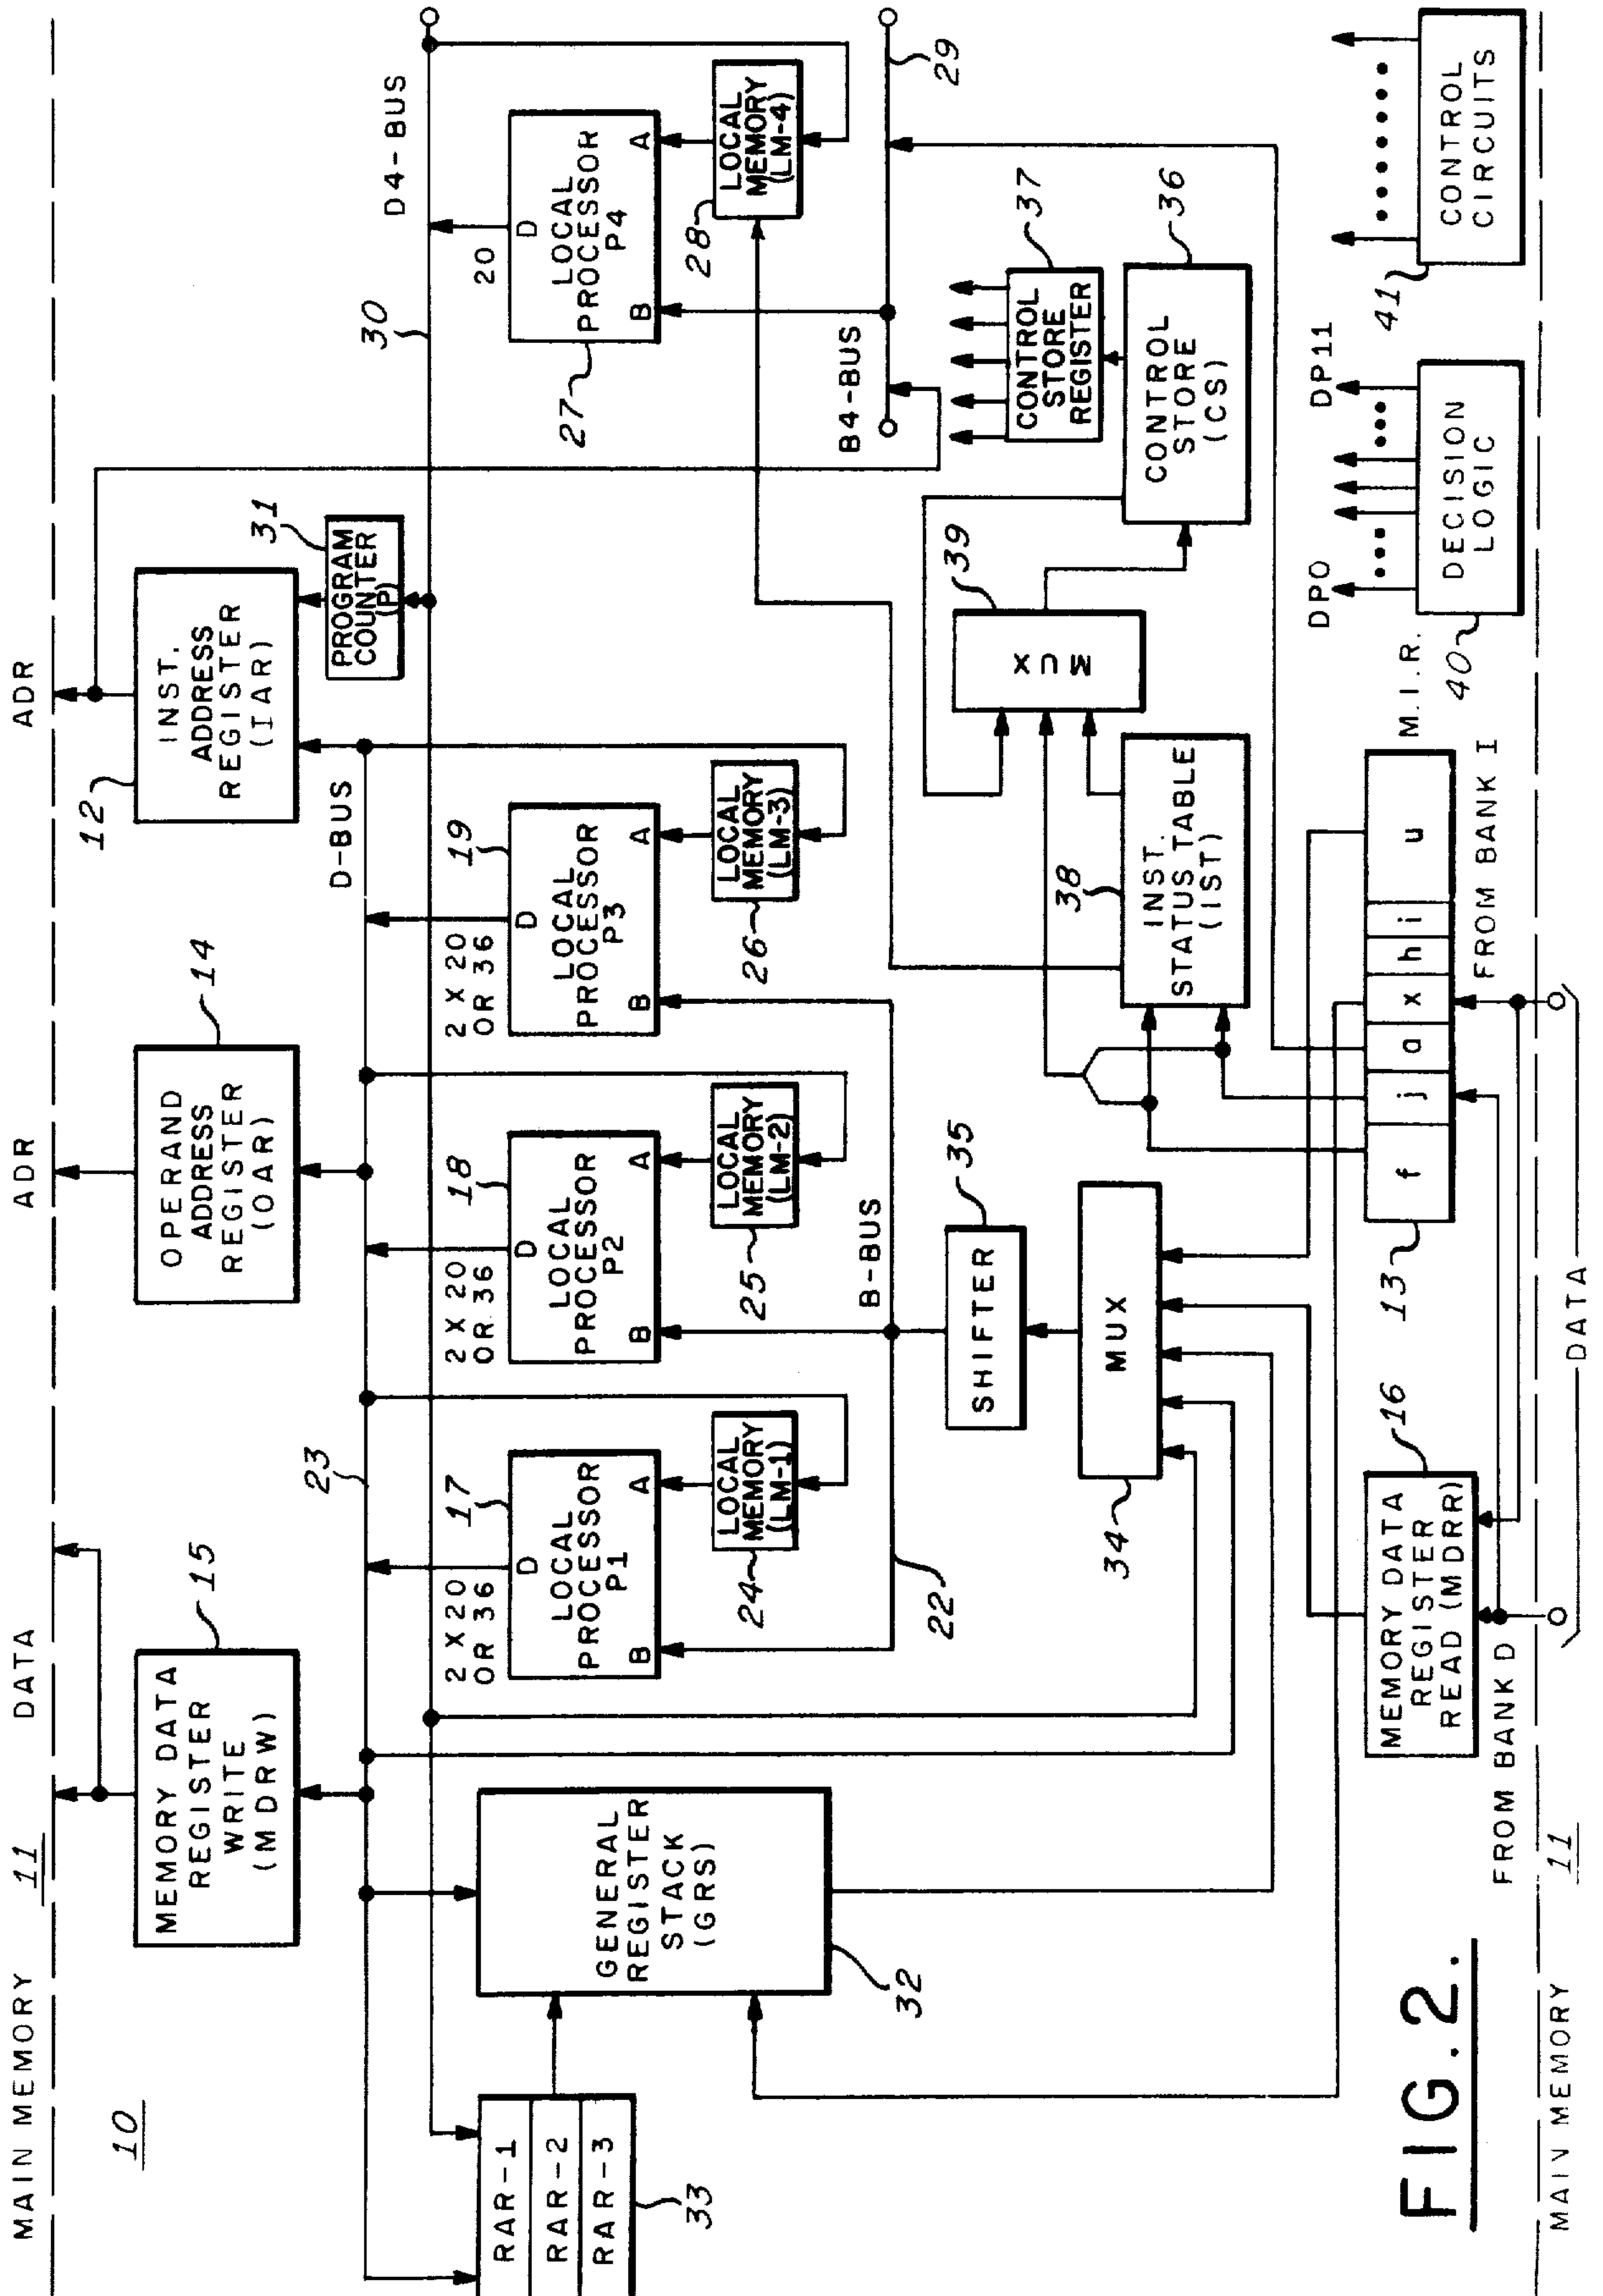 MAIN MEMORY 11
DATA
ADR
ADR
10
MEMORY DATA
REGISTER
WRITE
(MDRW)
15
OPERAND
ADDRESS
REGISTER
(OAR)
14
INST.
ADDRESS
REGISTER
(IAR)
12
PROGRAM
COUNTER
(P)
31
23
D-BUS
30
D4-BUS
RAR-1
RAR-2
RAR-3
33
GENERAL
REGISTER
STACK
(GRS)
32
2 X 20
OR 36
17
D
LOCAL
PROCESSOR
P1
B
A
LOCAL
MEMORY
(LM-1)
24
2 X 20
OR 36
18
D
LOCAL
PROCESSOR
P2
B
A
LOCAL
MEMORY
(LM-2)
25
2 X 20
OR 36
19
D
LOCAL
PROCESSOR
P3
B
A
LOCAL
MEMORY
(LM-3)
26
20
D
LOCAL
PROCESSOR
P4
B
A
27
LOCAL
MEMORY
(LM-4)
28
22
B-BUS
B4-BUS
29
SHIFTER
35
MUX
34
MUX
39
CONTROL
STORE
REGISTER
37
CONTROL
STORE
(CS)
36
INST.
STATUS TABLE
(IST)
38
MEMORY DATA
REGISTER
READ (MDRR)
16
f j a x h i u
M.I.R.
13
DP0
DP11
DECISION
LOGIC
40
CONTROL
CIRCUITS
41
FROM BANK D
FROM BANK I
DATA
MAIN MEMORY 11
FIG. 2.